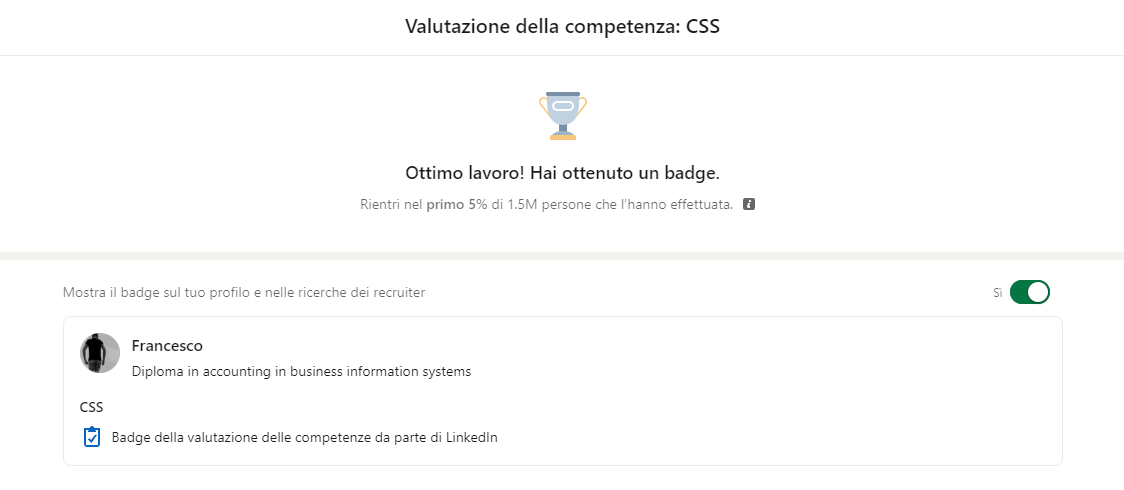 Valutazione della competenza: CSS
Ottimo lavoro! Hai ottenuto un badge.
Rientri nel primo 5% di 1.5M persone che l'hanno effettuata.
Mostra il badge sul tuo profilo e nelle ricerche dei recruiter
Sì
Francesco
Diploma in accounting in business information systems
CSS
Badge della valutazione delle competenze da parte di LinkedIn